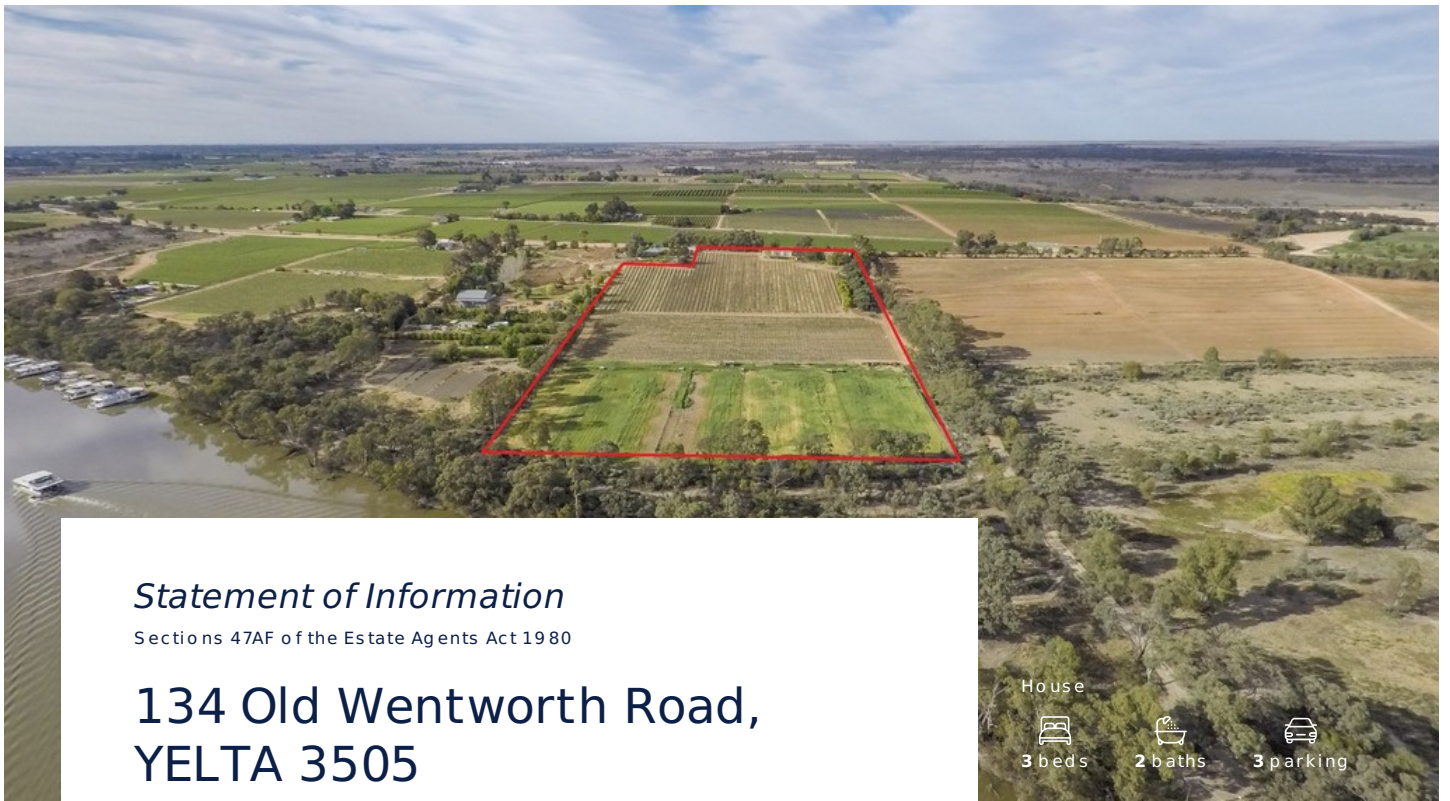 Statement of Information
Sections 47AF of the Estate Agents Act 1980
134 Old Wentworth Road,
YELTA 3505
House
3 beds 2 baths 3 parking